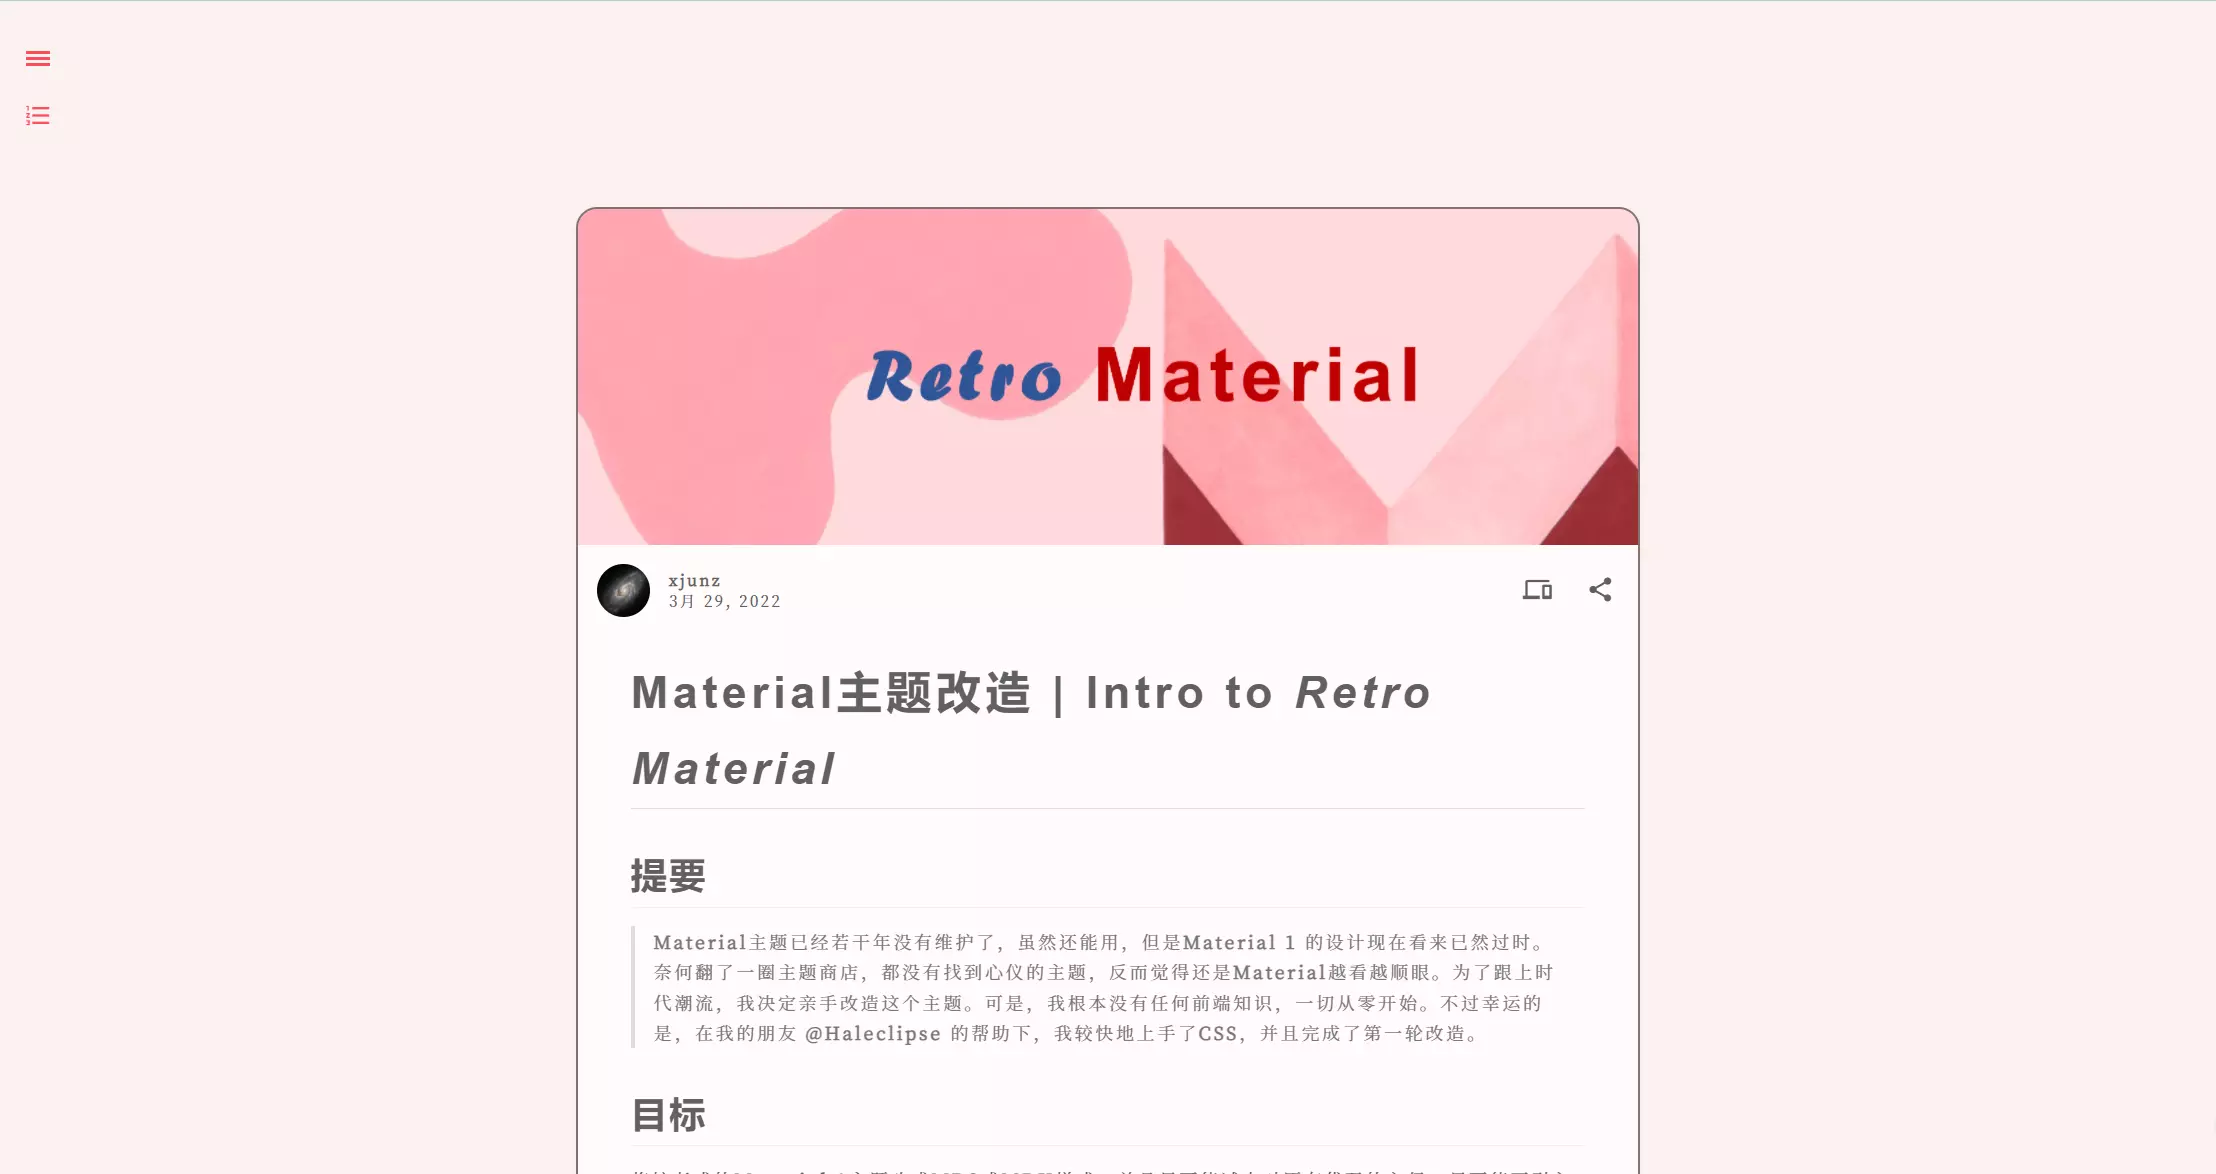 Retro Material
xjunz
3月 29, 2022
Material主题改造 | Intro to Retro
Material
提要
Material主题已经若干年没有维护了，虽然还能用，但是Material 1 的设计现在看来已然过时。
奈何翻了一圈主题商店，都没有找到心仪的主题，反而觉得还是Material越看越顺眼。为了跟上时
代潮流，我决定亲手改造这个主题。可是，我根本没有任何前端知识，一切从零开始。不过幸运的
是，在我的朋友 @Haleclipse 的帮助下，我较快地上手了CSS，并且完成了第一轮改造。
目标